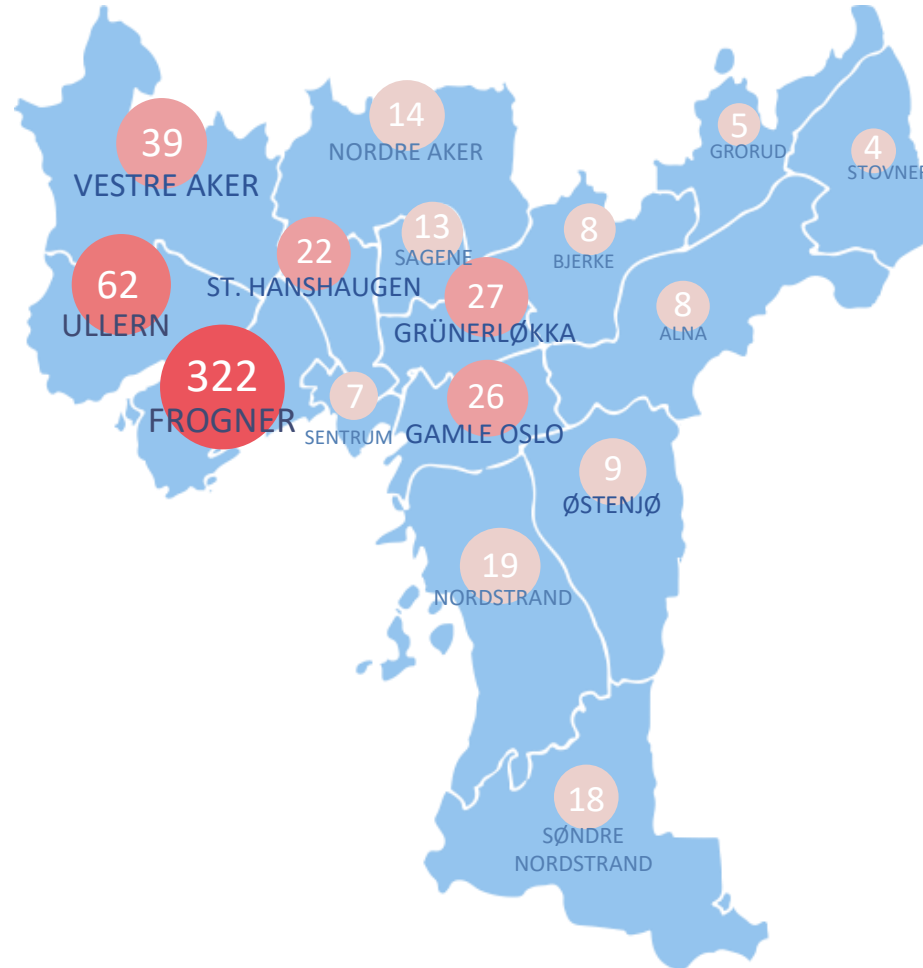 14
NORDRE AKER
5
GRORUD
4
STOVNER
39
VESTRE AKER
13
SAGENE
8
BJERKE
22
ST. HANSHAUGEN
62
ULLERN
27
GRÜNERLØKKA
8
ALNA
322
FROGNER
7
SENTRUM
26
GAMLE OSLO
9
ØSTENJØ
19
NORDSTRAND
18
SØNDRE
NORDSTRAND